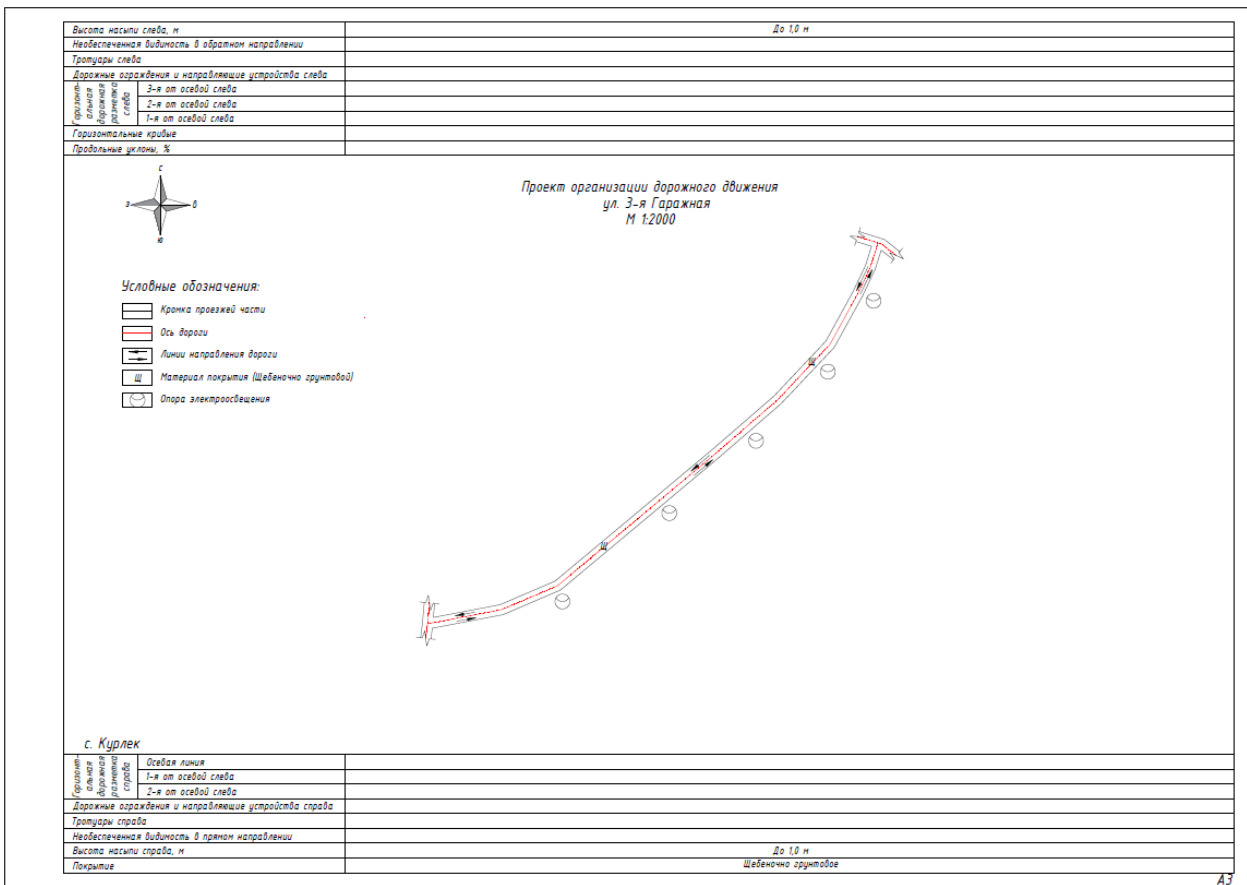 Высота насыпи слева, м
До 1,0 м
Необеспеченная видимость в обратном направлении
Тротуары слева
Дорожные ограждения и направляющие устройства слева
Горизонт-
альная
дорожная
разметка
слева
3-я от осевой слева
2-я от осевой слева
1-я от осевой слева
Горизонтальные кривые
Продольные уклоны, %
с
з
в
ю
Проект организации дорожного движения
ул. 3-я Гаражная
М 1:2000
Условные обозначения:
Кромка проезжей части
Ось дороги
Линии направления дороги
Щ
Материал покрытия (Щебеночно грунтовой)
Опора электроосвещения
Щ
Щ
с. Курлек
Горизонт-
альная
дорожная
разметка
справа
Осевая линия
1-я от осевой слева
2-я от осевой слева
Дорожные ограждения и направляющие устройства справа
Тротуары справа
Необеспеченная видимость в прямом направлении
Высота насыпи справа, м
До 1,0 м
Покрытие
Щебеночно грунтовое
А3